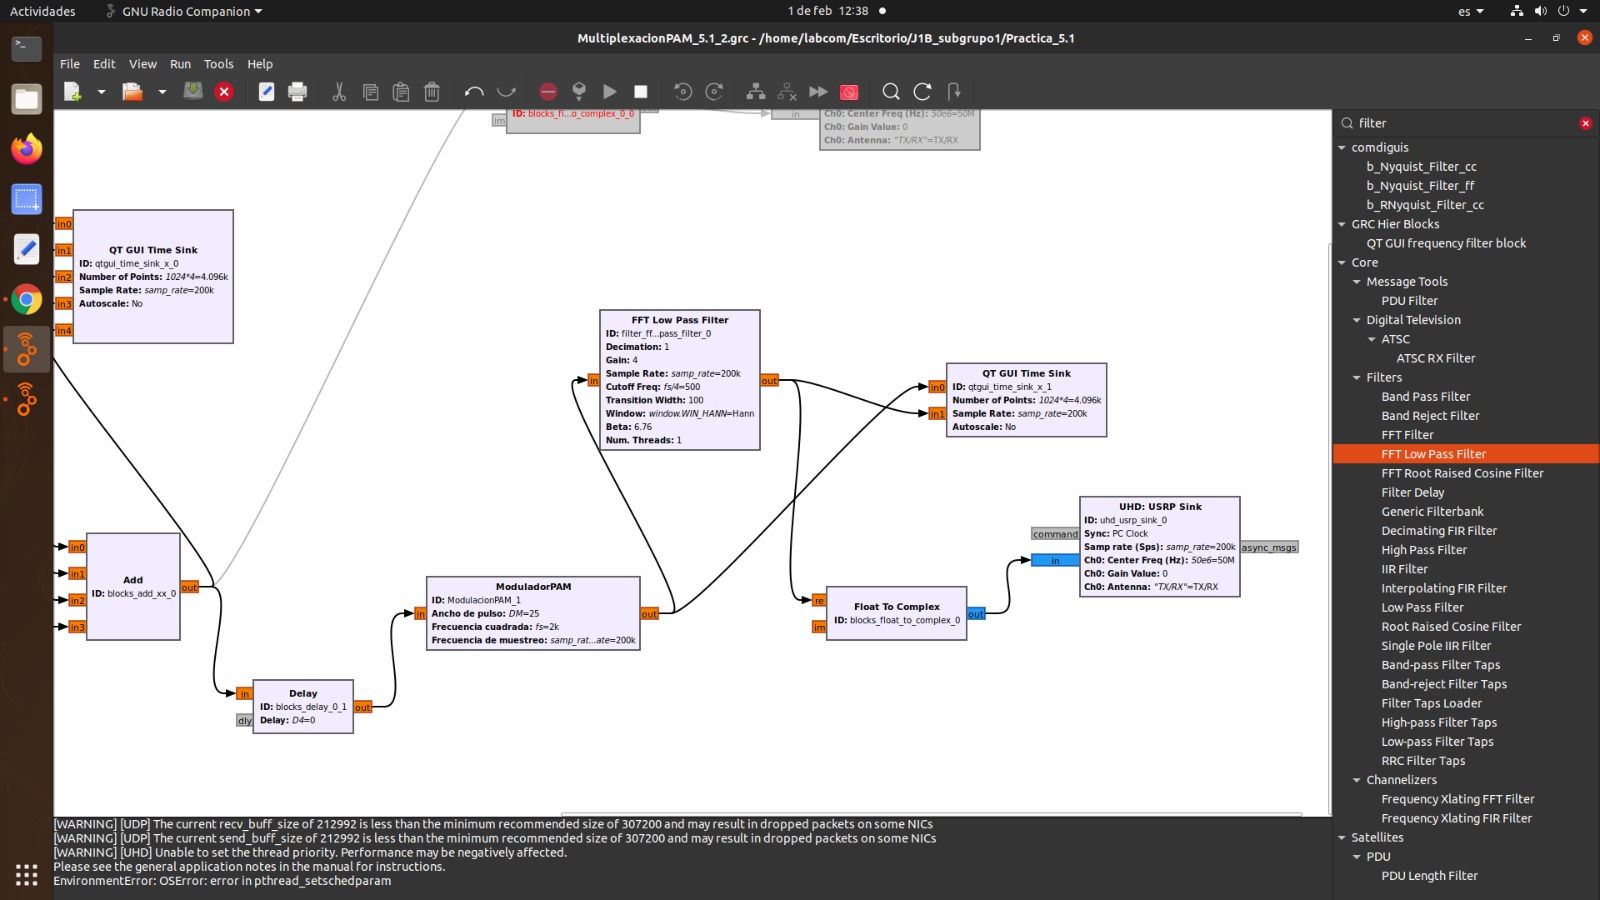 Actividades
GNU Radio Companion
1 de feb 12:38
es
MultiplexacionPAM_5.1_2.grc - /home/labcom/Escritorio/J1B_subgrupo1/Practica_5.1
File Edit View Run Tools Help
im
ID: blocks_fl...o_complex_0_0
in
Ch0: Center Freq (Hz): 50e6=50M
Ch0: Gain Value: 0
Ch0: Antenna: "TX/RX"=TX/RX
in0
in1
in2
in3
in4
QT GUI Time Sink
ID: qtgui_time_sink_x_0
Number of Points: 1024*4=4.096k
Sample Rate: samp_rate=200k
Autoscale: No
in
FFT Low Pass Filter
ID: filter_ff...pass_filter_0
Decimation: 1
Gain: 4
Sample Rate: samp_rate=200k
Cutoff Freq: fs/4=500
Transition Width: 100
Window: window.WIN_HANN=Hann
Beta: 6.76
Num. Threads: 1
out
in0
in1
QT GUI Time Sink
ID: qtgui_time_sink_x_1
Number of Points: 1024*4=4.096k
Sample Rate: samp_rate=200k
Autoscale: No
command
in
UHD: USRP Sink
ID: uhd_usrp_sink_0
Sync: PC Clock
Samp rate (Sps): samp_rate=200k
Ch0: Center Freq (Hz): 50e6=50M
Ch0: Gain Value: 0
Ch0: Antenna: "TX/RX"=TX/RX
async_msgs
in0
in1
in2
in3
Add
ID: blocks_add_xx_0
out
in
ModuladorPAM
ID: ModulacionPAM_1
Ancho de pulso: DM=25
Frecuencia cuadrada: fs=2k
Frecuencia de muestreo: samp_rat...ate=200k
out
re
im
Float To Complex
ID: blocks_float_to_complex_0
out
in
dly
Delay
ID: blocks_delay_0_1
Delay: D4=0
out
[WARNING] [UDP] The current recv_buff_size of 212992 is less than the minimum recommended size of 307200 and may result in dropped packets on some NICs
[WARNING] [UDP] The current send_buff_size of 212992 is less than the minimum recommended size of 307200 and may result in dropped packets on some NICs
[WARNING] [UHD] Unable to set the thread priority. Performance may be negatively affected.
Please see the general application notes in the manual for instructions.
EnvironmentError: OSError: error in pthread_setschedparam
filter
comdiguis
b_Nyquist_Filter_cc
b_Nyquist_Filter_ff
b_RNyquist_Filter_cc
GRC Hier Blocks
QT GUI frequency filter block
Core
Message Tools
PDU Filter
Digital Television
ATSC
ATSC RX Filter
Filters
Band Pass Filter
Band Reject Filter
FFT Filter
FFT Low Pass Filter
FFT Root Raised Cosine Filter
Filter Delay
Generic Filterbank
Decimating FIR Filter
High Pass Filter
IIR Filter
Interpolating FIR Filter
Low Pass Filter
Root Raised Cosine Filter
Single Pole IIR Filter
Band-pass Filter Taps
Band-reject Filter Taps
Filter Taps Loader
High-pass Filter Taps
Low-pass Filter Taps
RRC Filter Taps
Channelizers
Frequency Xlating FFT Filter
Frequency Xlating FIR Filter
Satellites
PDU
PDU Length Filter